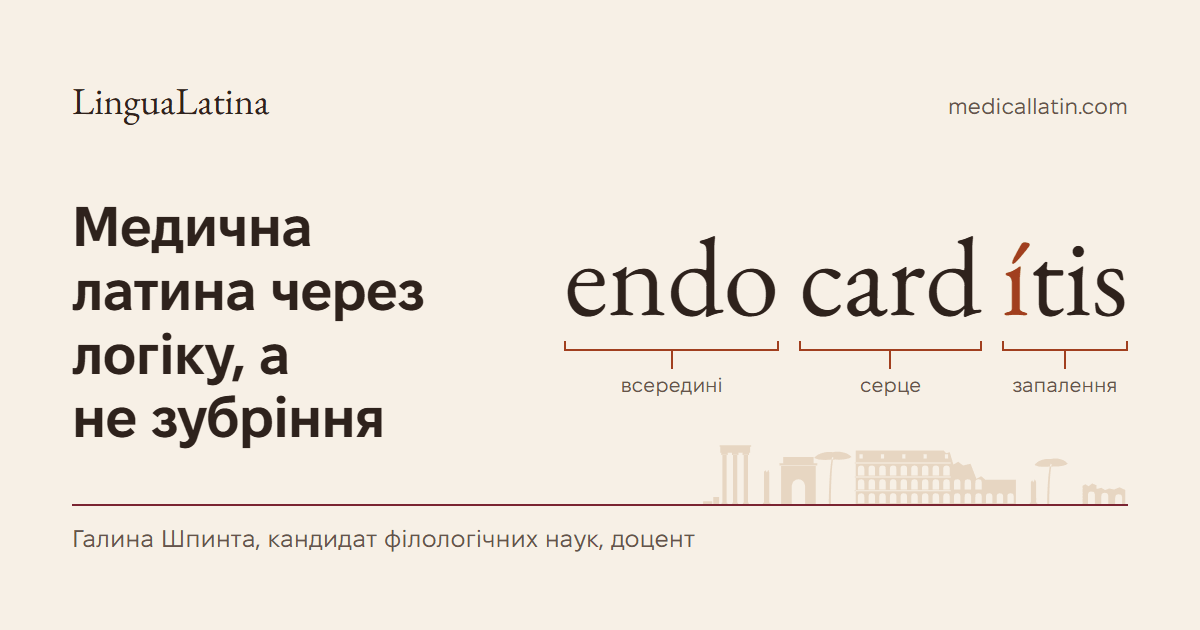 LinguaLatina
medicallatin.com
Медична
латина через
логіку, а
не зубріння
endo card ítis
всередині серце запалення
Галина Шпинта, кандидат філологічних наук, доцент